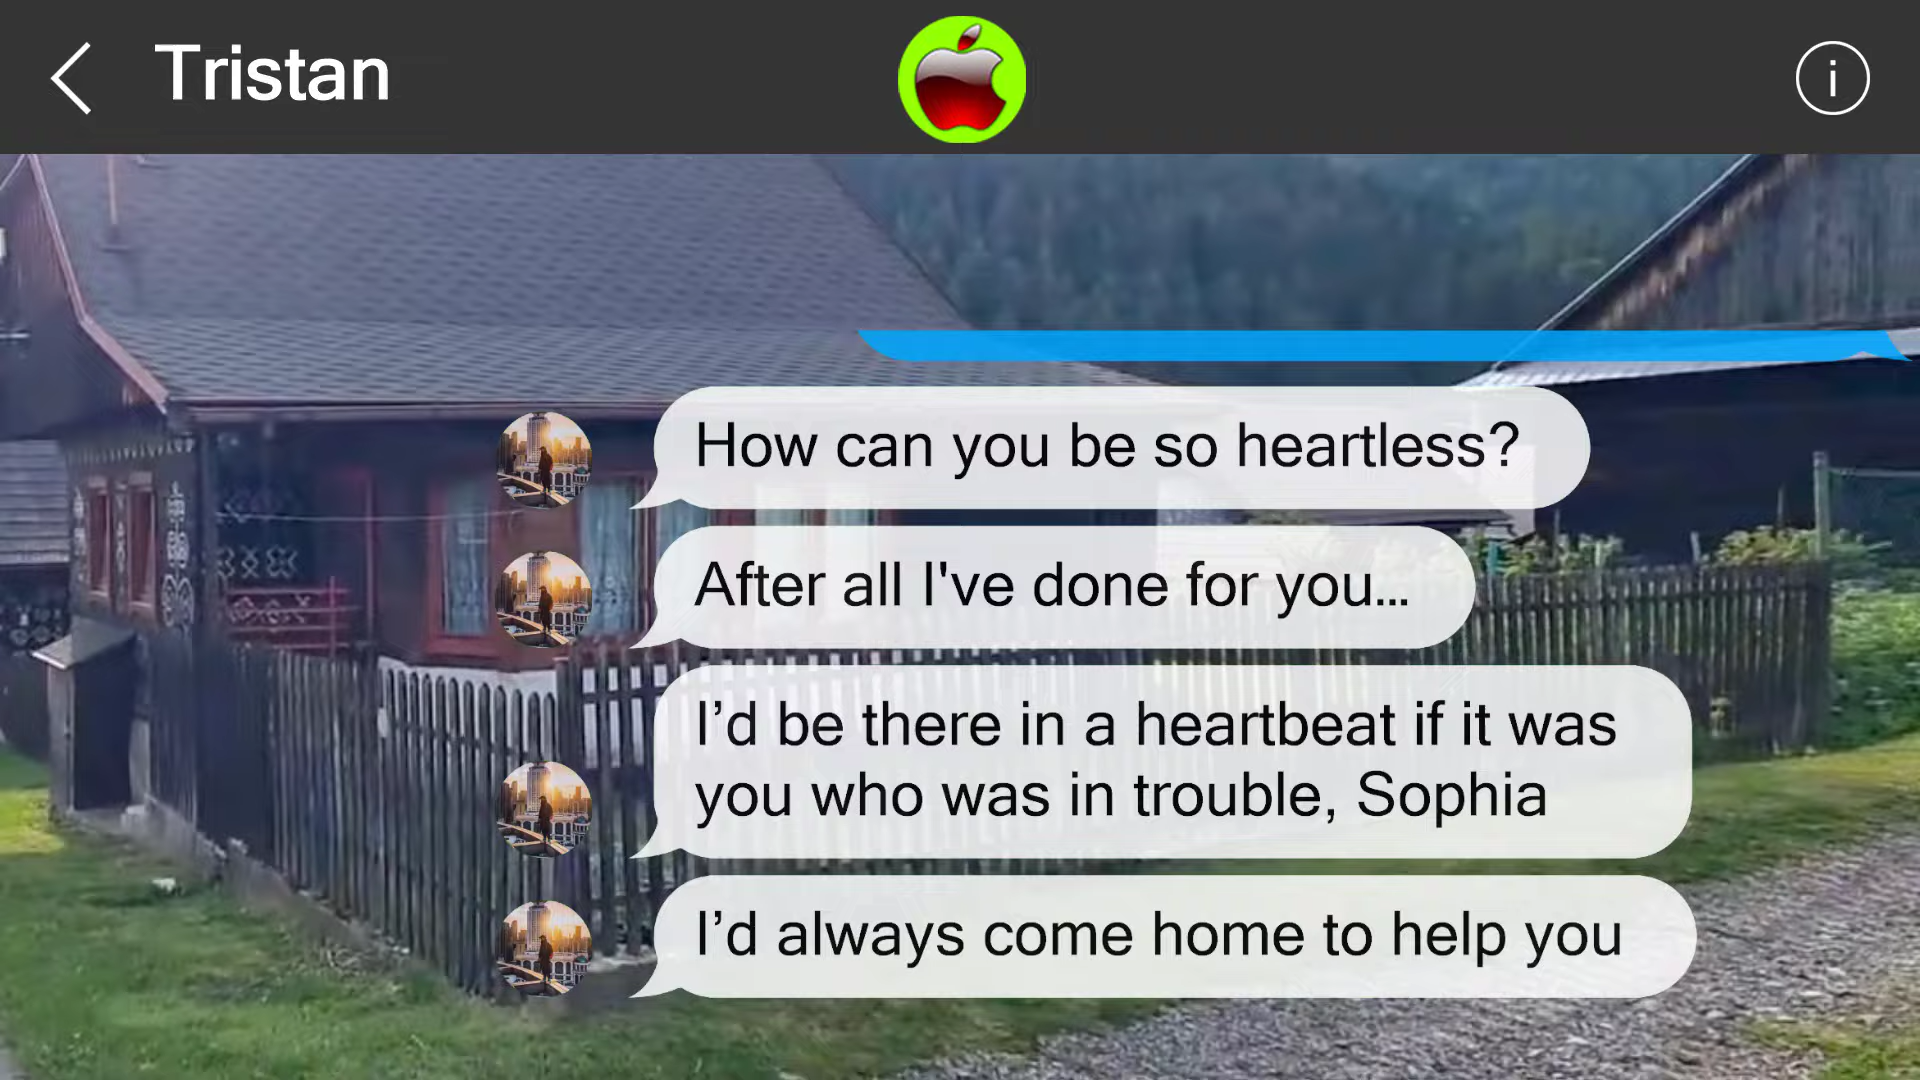 Tristan
i
How can you be so heartless?
After all I've done for you...
I’d be there in a heartbeat if it was
you who was in trouble, Sophia
I’d always come home to help you